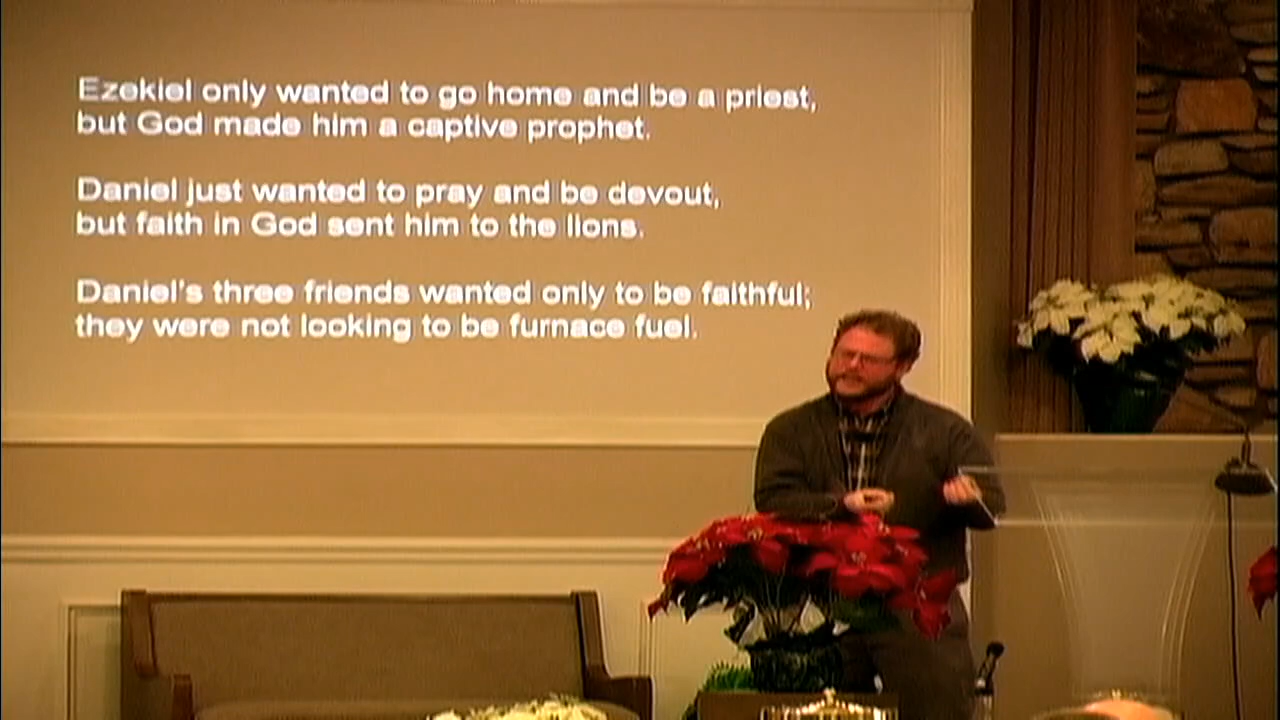 Ezekiel only wanted to go home and be a priest,
but God made him a captive prophet.
Daniel just wanted to pray and be devout,
but faith in God sent him to the lions.
Daniel's three friends wanted only to be faithful;
they were not looking to be furnace fuel.